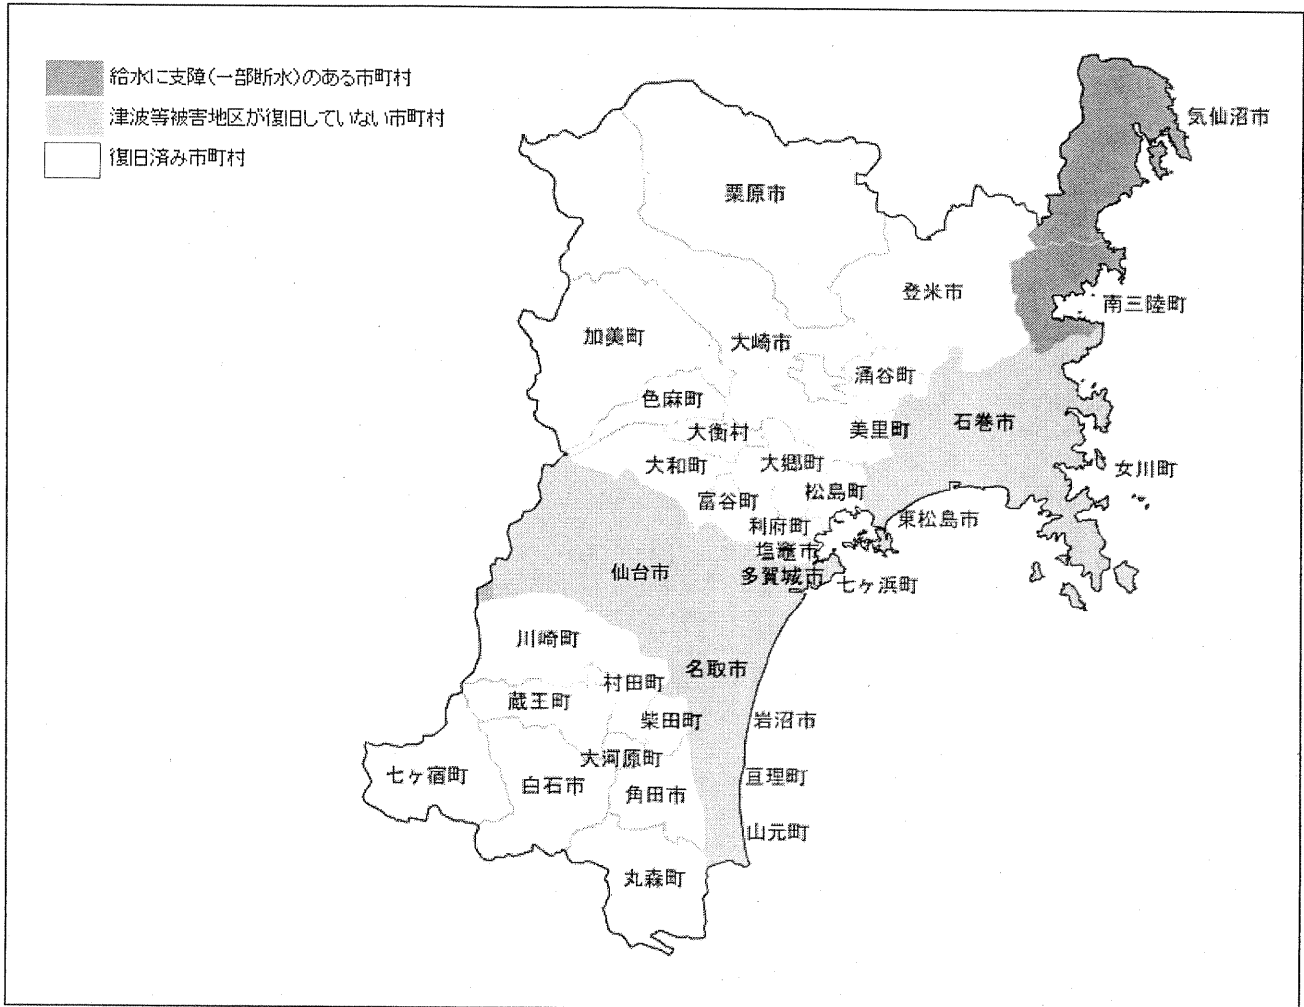 給水に支障(一部断水)のある市町村
津波等被害地区が復旧していない市町村
復旧済み市町村
気仙沼市
栗原市
登米市
南三陸町
加美町
大崎市
涌谷町
色麻町
石巻市
大衡村
美里町
大和町
大郷町
女川町
富谷町
松島町
利府町
東松島市
塩竈市
仙台市
多賀城市
七ヶ浜町
川崎町
名取市
村田町
蔵王町
柴田町
岩沼市
大河原町
七ヶ宿町
白石市
亘理町
角田市
山元町
丸森町